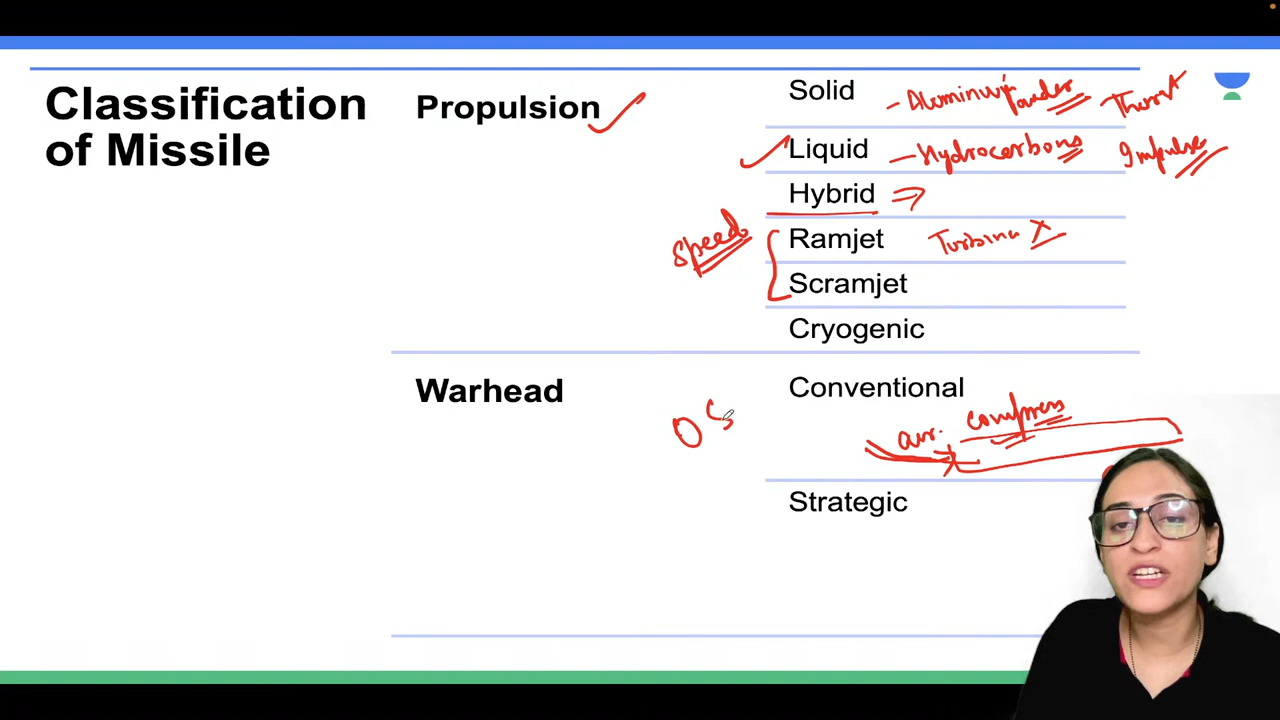 Classification
of Missile
Propulsion
Solid - Aluminium Powder Thrust
Liquid - Hydrocarbons Impulse
Hybrid
Speed
Ramjet Turbine X
Scramjet
Cryogenic
Warhead
Conventional
air. compress
Strategic